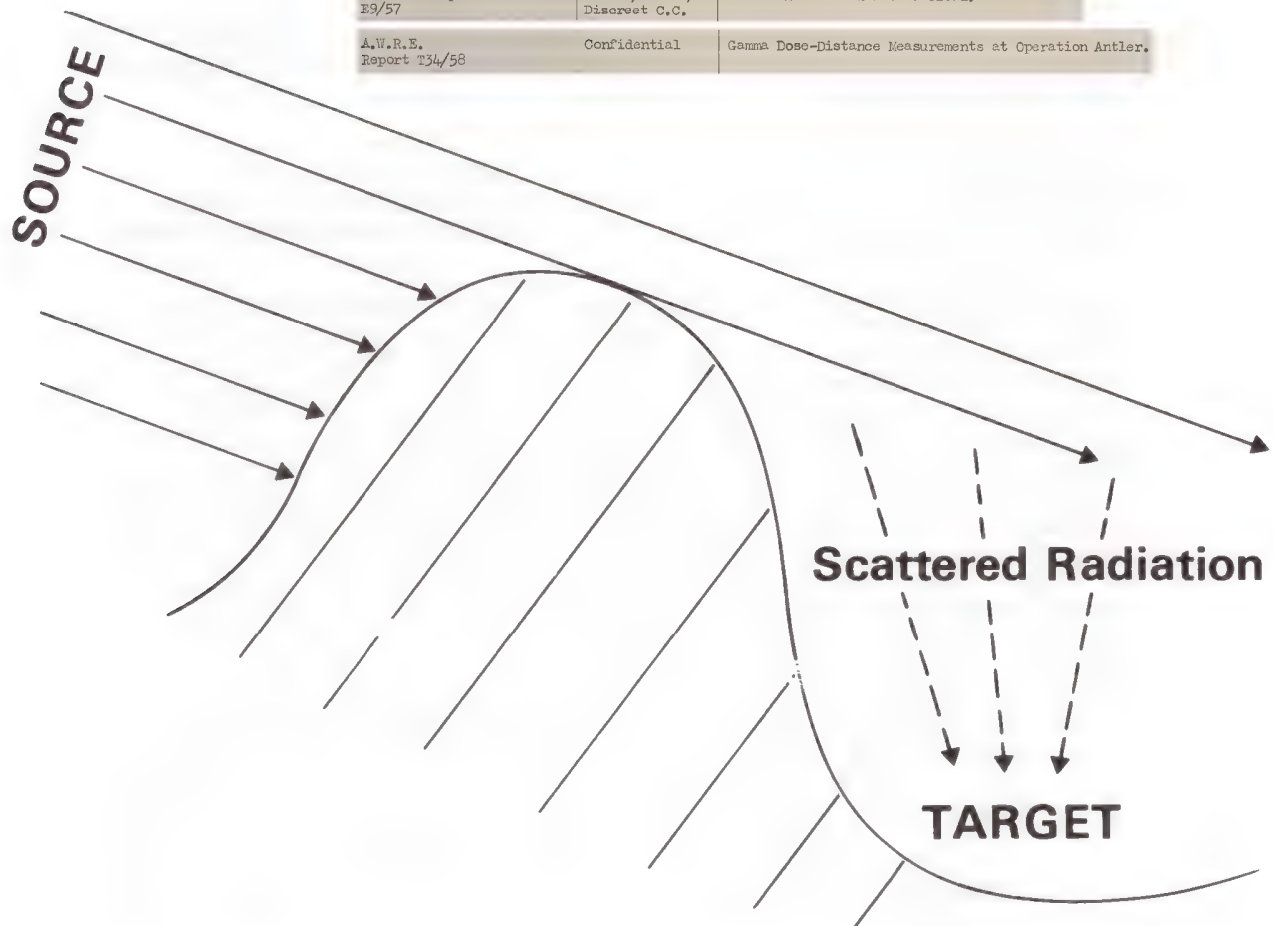 E9/57
Discreet C.C.
A.W.R.E. Confidential Gamma Dose-Distance Measurements at Operation Antler.
Report T34/58
SOURCE
Scattered Radiation
TARGET